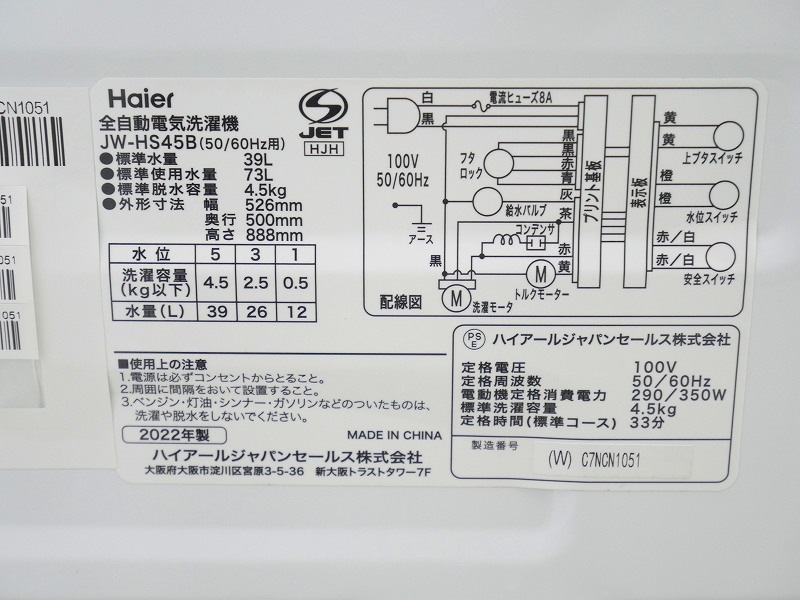 CN1051
051
1051
1051
Haier
S
JET
HJH
全自動電気洗濯機
JW-HS45B(50/60Hz用)
●標準水量 39L
●標準使用水量 73L
●標準脱水容量 4.5kg
●外形寸法 幅 526mm
奥行 500mm
高さ 888mm
水 位 5 3 1
洗濯容量(kg以下) 4.5 2.5 0.5
水量(L) 39 26 12
白
電流ヒューズ8A
黒
100V
50/60Hz
アース
フタロック
黒
黒
赤
青
灰
給水バルブ
茶
コンデンサ
赤
黒
黄
M
M
トルクモーター
洗濯モータ
配線図
プリント基板
表示板
黄
黄
上ブタスイッチ
橙
橙
水位スイッチ
赤/白
赤/白
安全スイッチ
■使用上の注意
1.電源は必ずコンセントからとること。
2.周囲に間隔をおいて設置すること。
3.ベンジン・灯油・シンナー・ガソリンなどのついたものは、
洗濯や脱水をしないでください。
2022年製
MADE IN CHINA
ハイアールジャパンセールス株式会社
大阪府大阪市淀川区宮原3-5-36 新大阪トラストタワー7F
PSE ハイアールジャパンセールス株式会社
定格電圧 100V
定格周波数 50/60Hz
電動機定格消費電力 290/350W
標準洗濯容量 4.5kg
定格時間(標準コース) 33分
製造番号
(W) C7NCN1051